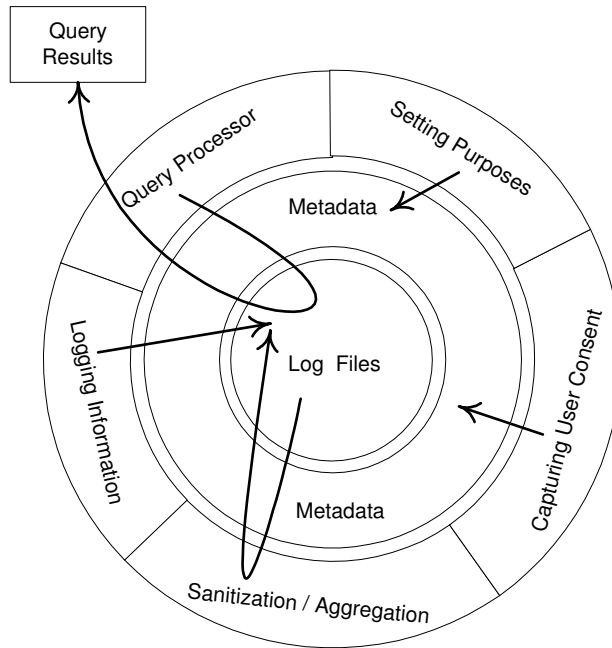 Query
Results
Query Processor
Setting Purposes
Metadata
Logging Information
Log Files
Capturing User Consent
Metadata
Sanitization / Aggregation